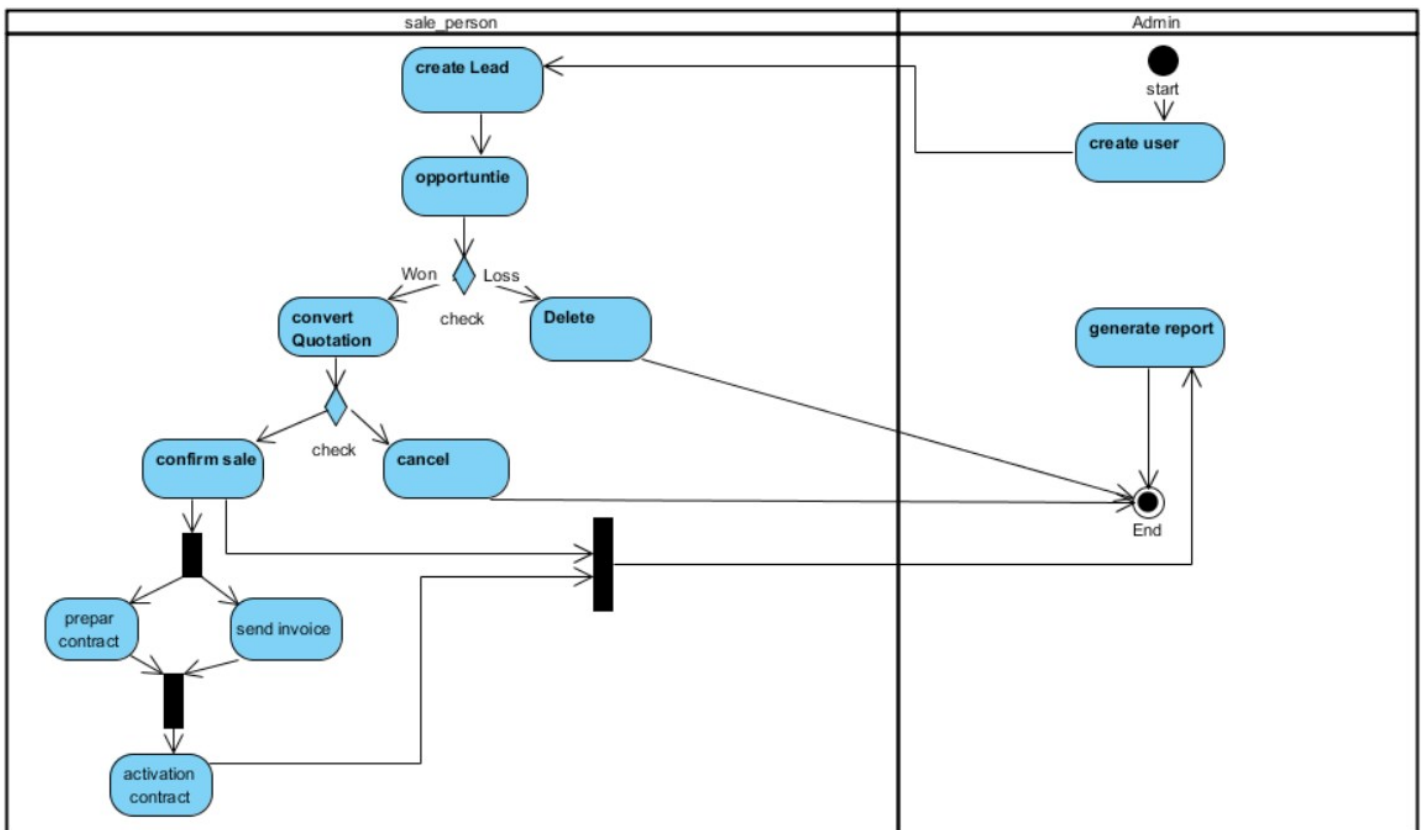 sale_person
Admin
create Lead
start
create user
opportuntie
Won
Loss
check
convert
Quotation
Delete
generate report
check
confirm sale
cancel
End
prepar
contract
send invoice
activation
contract